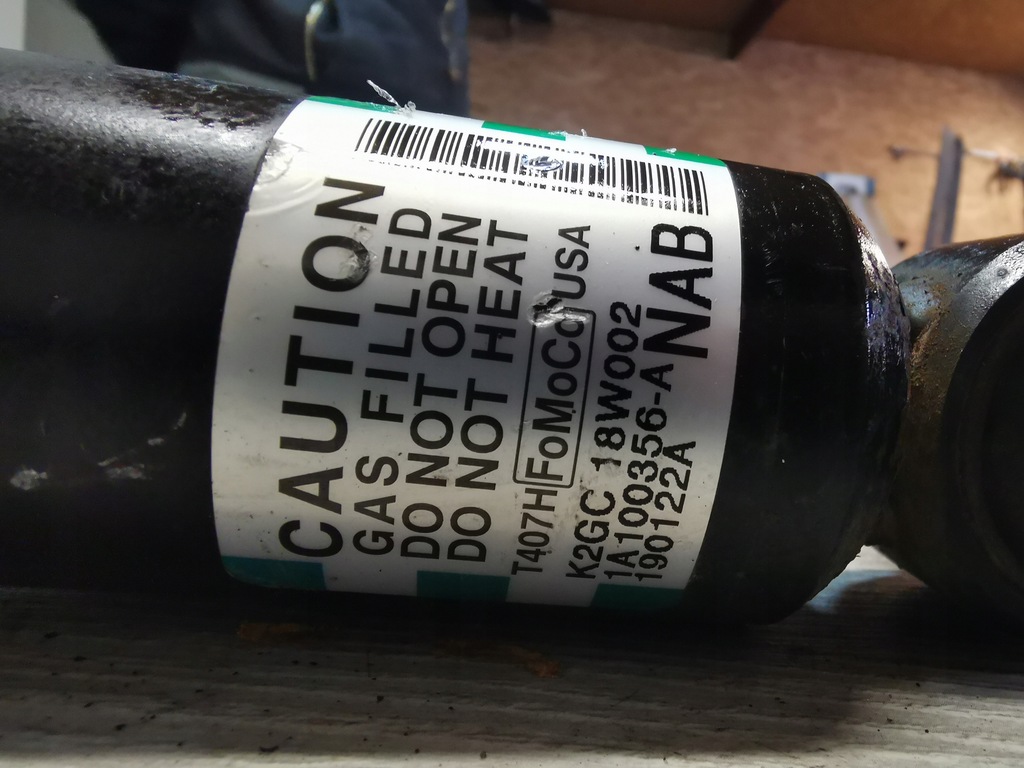 CAUTION
GAS FILLED
DO NOT OPEN
DO NOT HEAT
T407H FoMoCo USA
K2GC 18W002
1A100356-A NAB
190122A